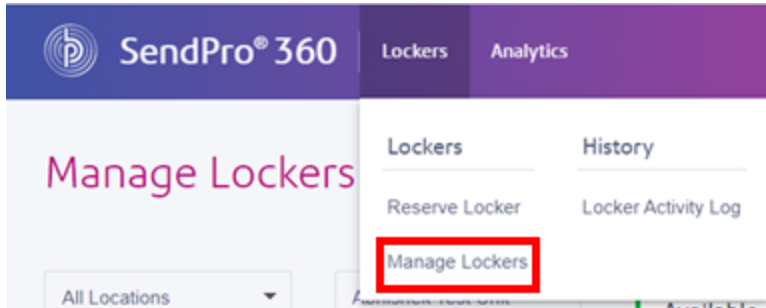 SendPro® 360
Lockers
Analytics
Manage Lockers
Lockers
History
Reserve Locker
Locker Activity Log
Manage Lockers
All Locations